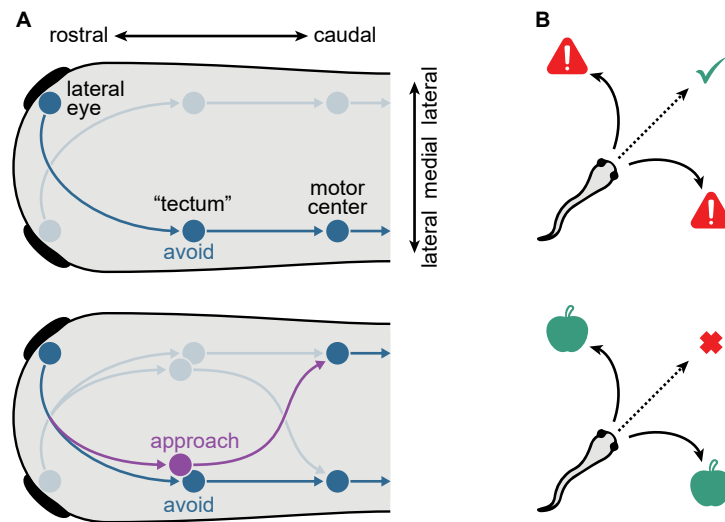 A
rostral
caudal
lateral
eye
"tectum"
avoid
motor
center
lateral medial lateral
approach
avoid
B
!
!